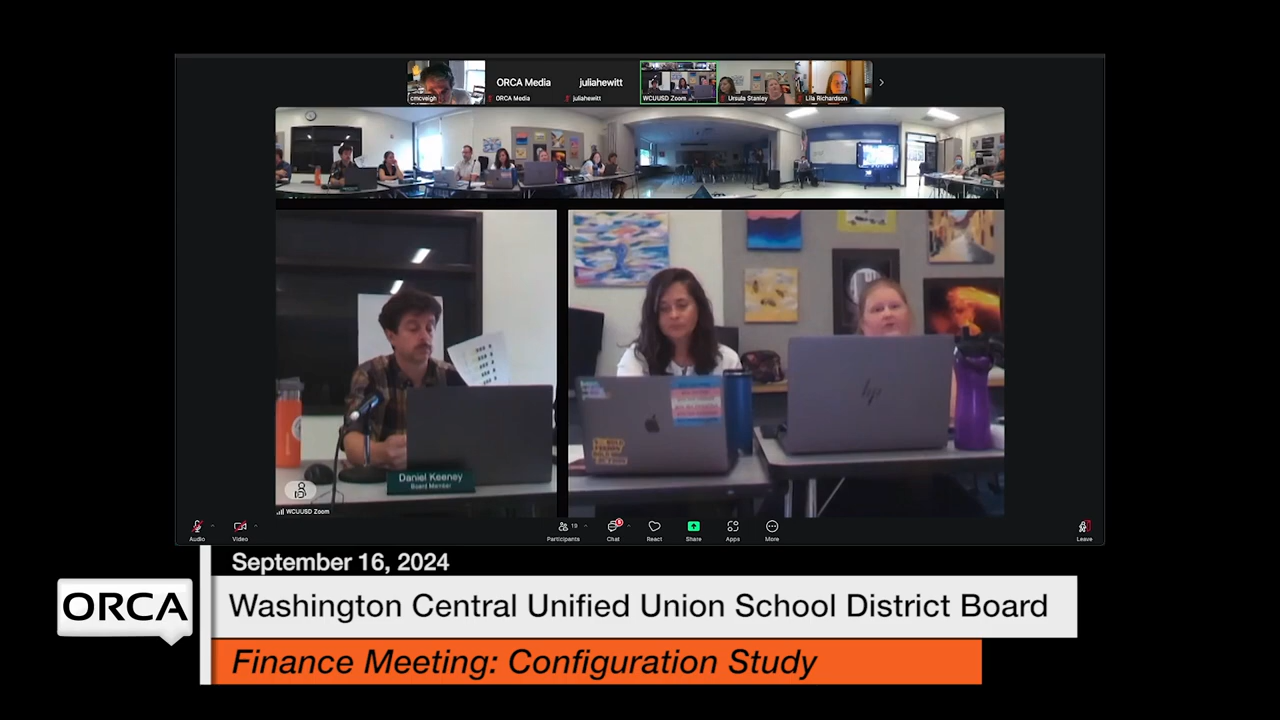 ORCA Media
juliahewitt
cmcveigh
ORCA Media
juliahewitt
WCUUSD Zoom
Ursula Stanley
Lila Richardson
hp
Daniel Keeney
Board Member
WCUUSD Zoom
Audio
Video
19
Participants
Chat
React
Share
Apps
More
Leave
September 16, 2024
ORCA
Washington Central Unified Union School District Board
Finance Meeting: Configuration Study